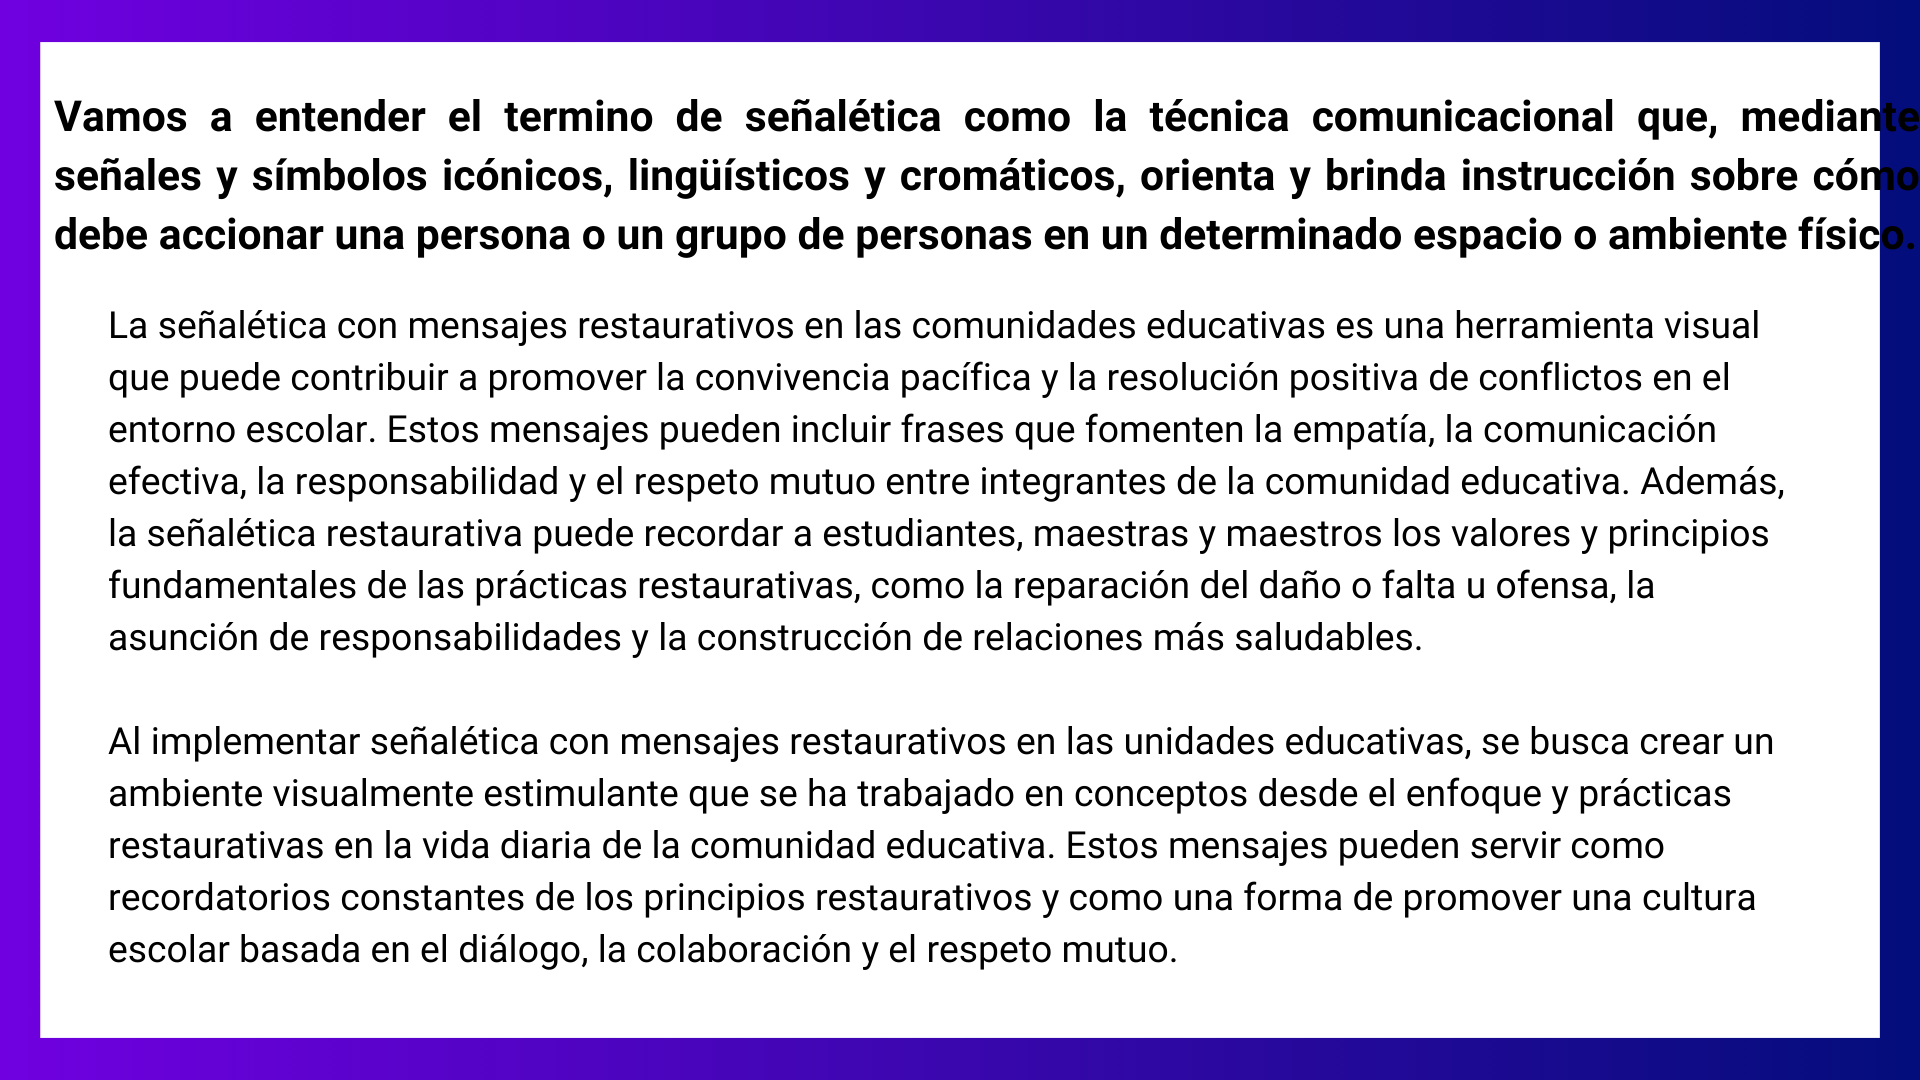 Vamos a entender el termino de señalética como la técnica comunicacional que, mediante
señales y símbolos icónicos, lingüísticos y cromáticos, orienta y brinda instrucción sobre cómo
debe accionar una persona o un grupo de personas en un determinado espacio o ambiente físico.
La señalética con mensajes restaurativos en las comunidades educativas es una herramienta visual
que puede contribuir a promover la convivencia pacífica y la resolución positiva de conflictos en el
entorno escolar. Estos mensajes pueden incluir frases que fomenten la empatía, la comunicación
efectiva, la responsabilidad y el respeto mutuo entre integrantes de la comunidad educativa. Además,
la señalética restaurativa puede recordar a estudiantes, maestras y maestros los valores y principios
fundamentales de las prácticas restaurativas, como la reparación del daño o falta u ofensa, la
asunción de responsabilidades y la construcción de relaciones más saludables.
Al implementar señalética con mensajes restaurativos en las unidades educativas, se busca crear un
ambiente visualmente estimulante que se ha trabajado en conceptos desde el enfoque y prácticas
restaurativas en la vida diaria de la comunidad educativa. Estos mensajes pueden servir como
recordatorios constantes de los principios restaurativos y como una forma de promover una cultura
escolar basada en el diálogo, la colaboración y el respeto mutuo.